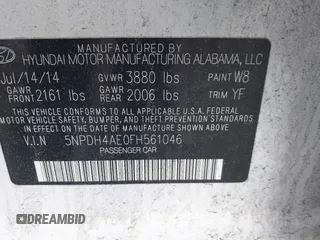 MANUFACTURED BY
HYUNDAI MOTOR MANUFACTURING ALABAMA, LLC
Jul/14/14 GVWR 3880 lbs PAINT W8
GAWR FRONT 2161 lbs GAWR REAR 2006 lbs TRIM YF
THIS VEHICLE CONFORMS TO ALL APPLICABLE U.S. FEDERAL
MOTOR VEHICLE SAFETY, BUMPER, AND THEFT PREVENTION
STANDARDS IN EFFECT ON THE DATE OF MANUFACTURE
SHOWN ABOVE.
V.I.N 5NPDH4AE0FH561046
PASSENGER CAR
DREAMBID